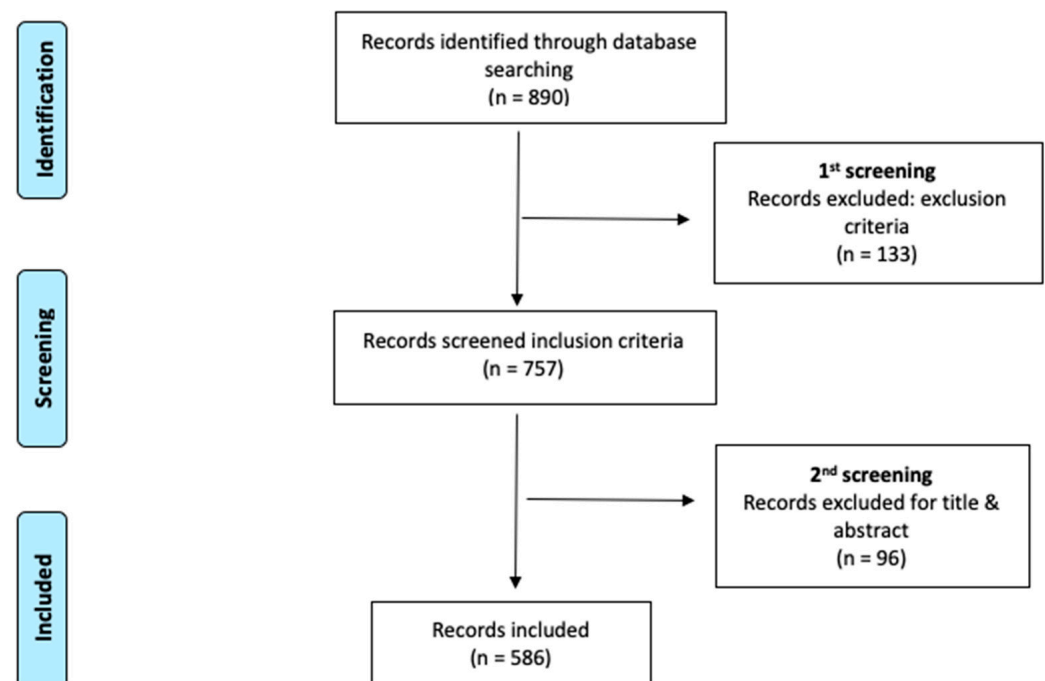 Identification
Records identified through database
searching
(n = 890)
1st screening
Records excluded: exclusion
criteria
(n = 133)
Screening
Records screened inclusion criteria
(n = 757)
2nd screening
Records excluded for title &
abstract
(n = 96)
Included
Records included
(n = 586)